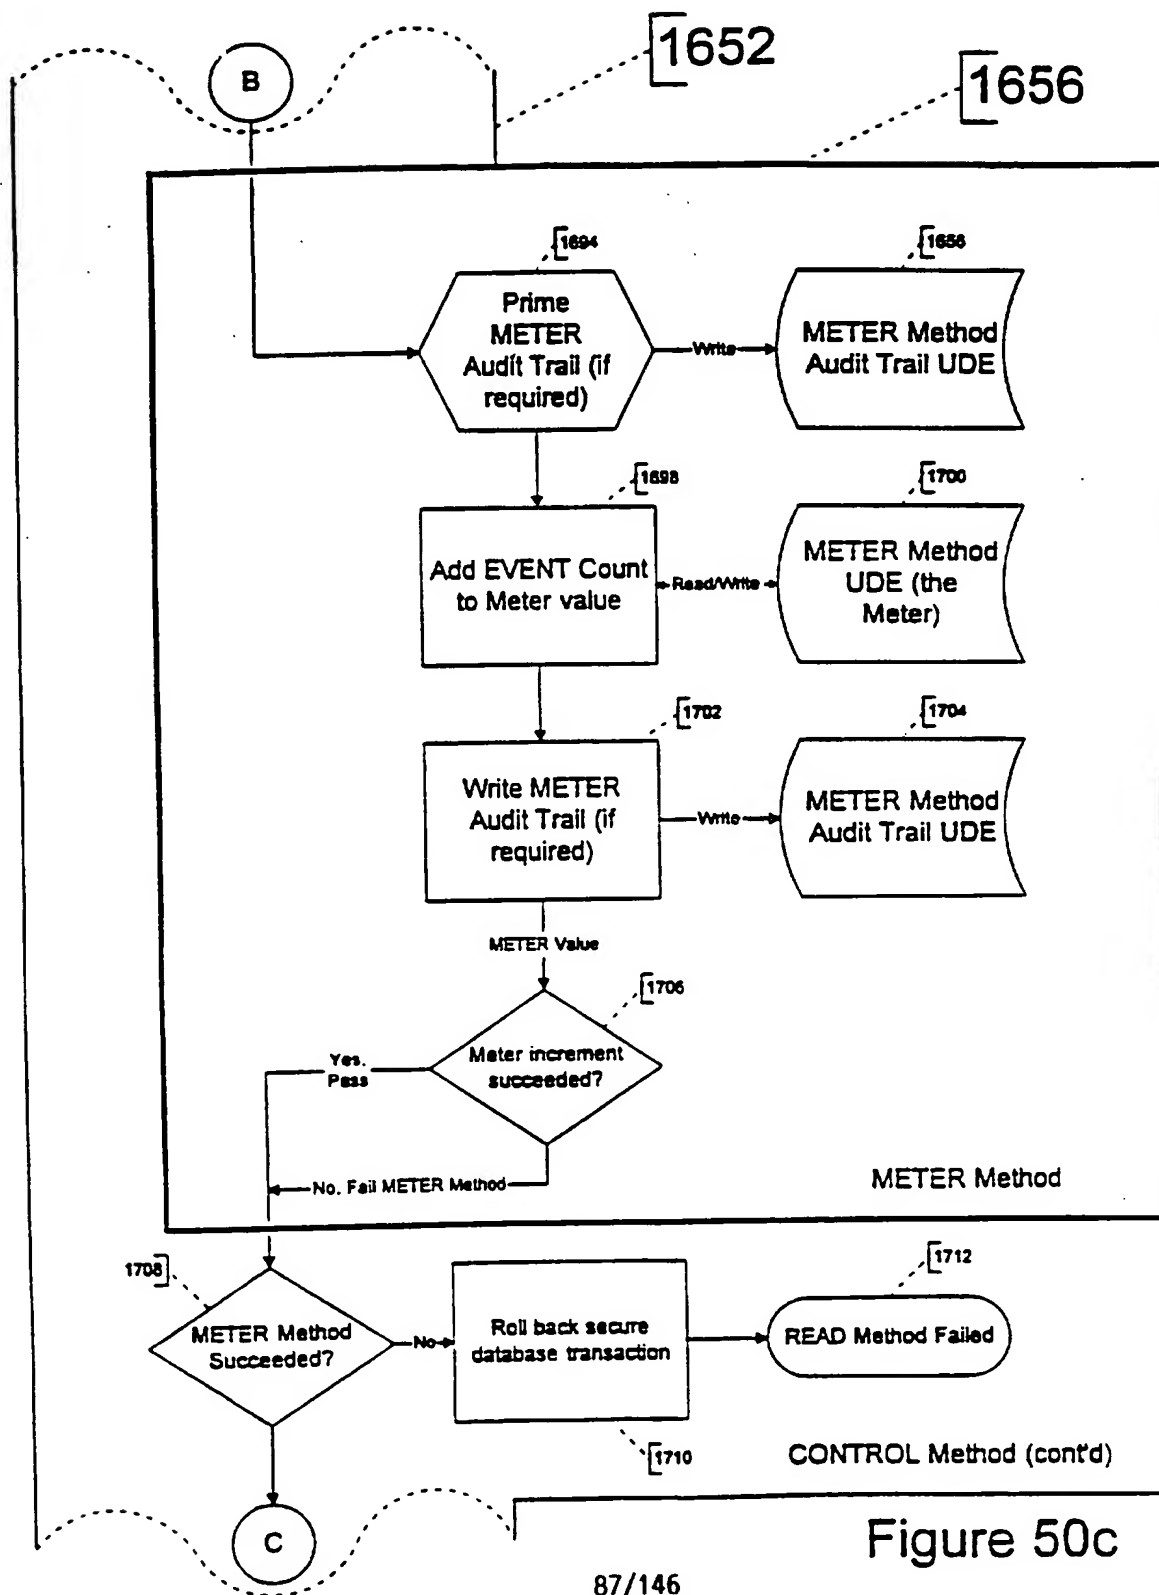 B
1652
1656
1694
Prime
METER
Audit Trail (if
required)
Write
1656
METER Method
Audit Trail UDE
1698
Add EVENT Count
to Meter value
Read/Write
1700
METER Method
UDE (the
Meter)
1702
Write METER
Audit Trail (if
required)
Write
1704
METER Method
Audit Trail UDE
METER Value
1706
Meter increment
succeeded?
Yes.
Pass
No. Fail METER Method
METER Method
1708
METER Method
Succeeded?
No
Roll back secure
database transaction
1710
1712
READ Method Failed
CONTROL Method (cont'd)
C
Figure 50c
87/146